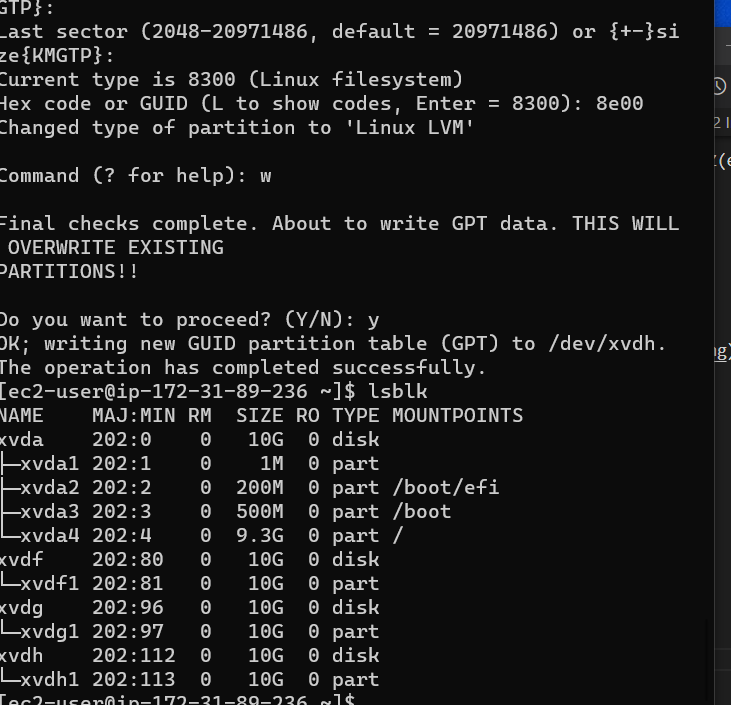 GTP}:
Last sector (2048-20971486, default = 20971486) or {+-}si
ze{KMGTP}:
Current type is 8300 (Linux filesystem)
Hex code or GUID (L to show codes, Enter = 8300): 8e00
Changed type of partition to 'Linux LVM'
Command (? for help): w
Final checks complete. About to write GPT data. THIS WILL
OVERWRITE EXISTING
PARTITIONS!!
Do you want to proceed? (Y/N): y
OK; writing new GUID partition table (GPT) to /dev/xvdh.
The operation has completed successfully.
[ec2-user@ip-172-31-89-236 ~]$ lsblk
NAME    MAJ:MIN RM  SIZE RO TYPE MOUNTPOINTS
xvda    202:0    0   10G  0 disk
├─xvda1 202:1    0    1M  0 part
├─xvda2 202:2    0  200M  0 part /boot/efi
├─xvda3 202:3    0  500M  0 part /boot
└─xvda4 202:4    0  9.3G  0 part /
xvdf    202:80   0   10G  0 disk
└─xvdf1 202:81   0   10G  0 part
xvdg    202:96   0   10G  0 disk
└─xvdg1 202:97   0   10G  0 part
xvdh    202:112  0   10G  0 disk
└─xvdh1 202:113  0   10G  0 part
[ec2-user@ip-172-31-89-236 ~]$